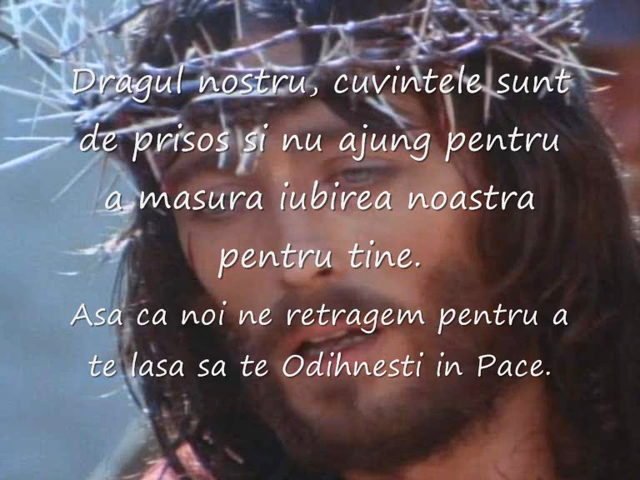 Dragul nostru, cuvintele sunt
de prisos si nu ajung pentru
a masura iubirea noastra
pentru tine.
Asa ca noi ne retragem pentru a
te lasa sa te Odihnesti in Pace.